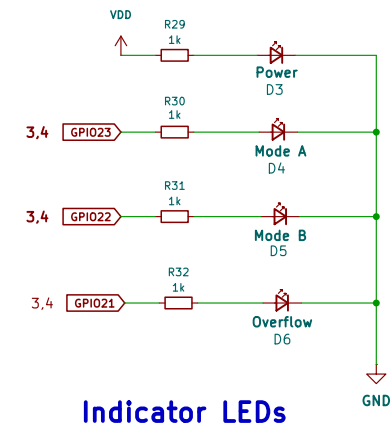 VDD
R29
1k
Power
D3
3,4
GPIO23
R30
1k
Mode A
D4
3,4
GPIO22
R31
1k
Mode B
D5
3,4
GPIO21
R32
1k
Overflow
D6
GND
Indicator LEDs